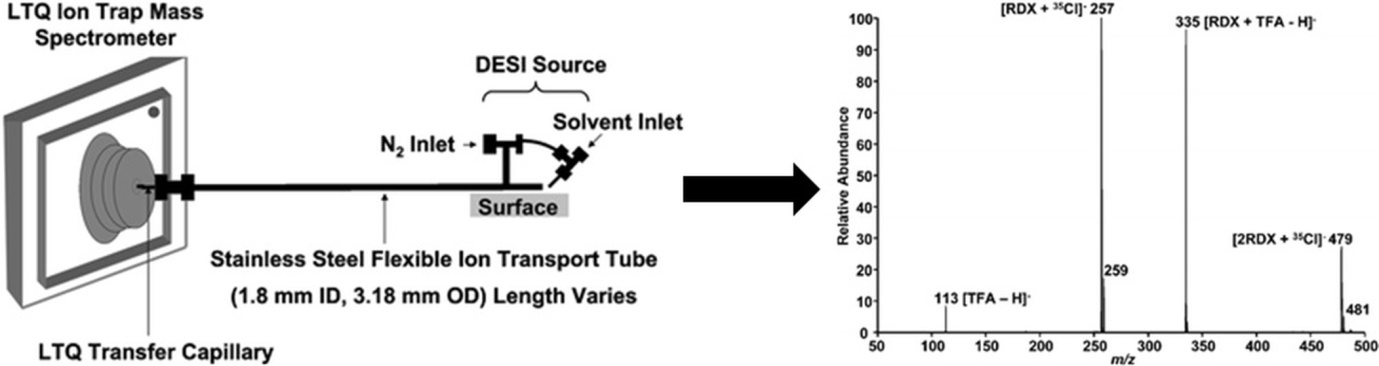 LTQ Ion Trap Mass
Spectrometer
DESI Source
Solvent Inlet
N2 Inlet
Surface
Stainless Steel Flexible Ion Transport Tube
(1.8 mm ID, 3.18 mm OD) Length Varies
LTQ Transfer Capillary
[RDX + ³⁵Cl]⁻ 257
335 [RDX + TFA - H]⁻
[2RDX + ³⁵Cl]⁻ 479
259
113 [TFA – H]⁻
481
Relative Abundance
100
90
80
70
60
50
40
30
20
10
0
50 100 150 200 250 300 350 400 450 500
m/z